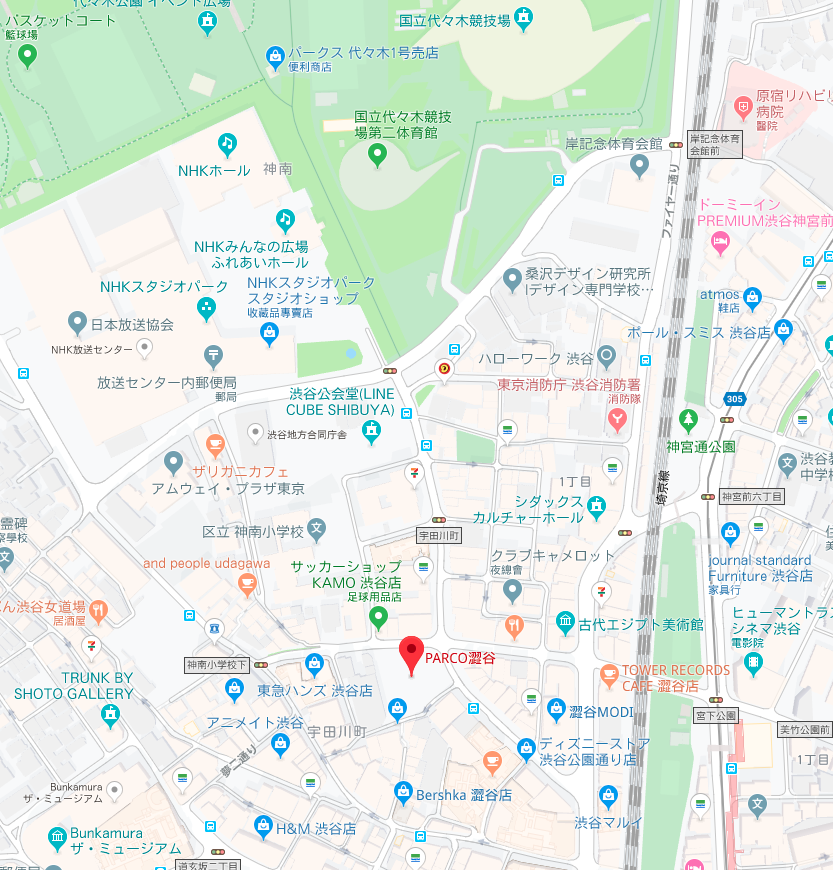 代々木公園 イベント広場
バスケットコート
籃球場
国立代々木競技場
パークス 代々木1号売店
便利商店
原宿リハビリ
病院
醫院
国立代々木競技
場第二体育館
岸記念体育会館
岸記念体育
会館前
NHKホール
神南
ファイヤー通り
ドーミーイン
PREMIUM渋谷神宮前
NHKみんなの広場
ふれあいホール
桑沢デザイン研究所
(デザイン専門学校…
NHKスタジオパーク
NHKスタジオパーク
スタジオショップ
收藏品專賣店
atmos
鞋店
日本放送協会
ポール・スミス 渋谷店
NHK放送センター
ハローワーク 渋谷
放送センター内郵便局
郵局
東京消防庁 渋谷消防署
消防隊
渋谷公会堂(LINE
CUBE SHIBUYA)
305
渋谷地方合同庁舎
神宮通公園
ザリガニカフェ
渋谷教
中学校
アムウェイ・プラザ東京
1丁目
埼京線
神宮前六丁目
シダックス
カルチャーホール
霊碑
区立 神南小学校
宇田川町
クラブキャメロット
夜總會
and people udagawa
サッカーショップ
KAMO 渋谷店
足球用品店
journal standard
Furniture 渋谷店
家具行
渋谷女道場
居酒屋
古代エジプト美術館
ヒューマントラス
シネマ渋谷
電影院
神南小学校下
PARCO澀谷
TRUNK BY
SHOTO GALLERY
東急ハンズ 渋谷店
TOWER RECORDS
CAFE 澀谷店
アニメイト渋谷
宇田川町
澀谷MODI
宮下公園
美竹公園前
ディズニーストア
渋谷公園通り店
夢二通り
1丁目
Bunkamura
ザ・ミュージアム
Bershka 澀谷店
H&M 渋谷店
渋谷マルイ
Bunkamura
ザ・ミュージアム
道玄坂二丁目
郵便局